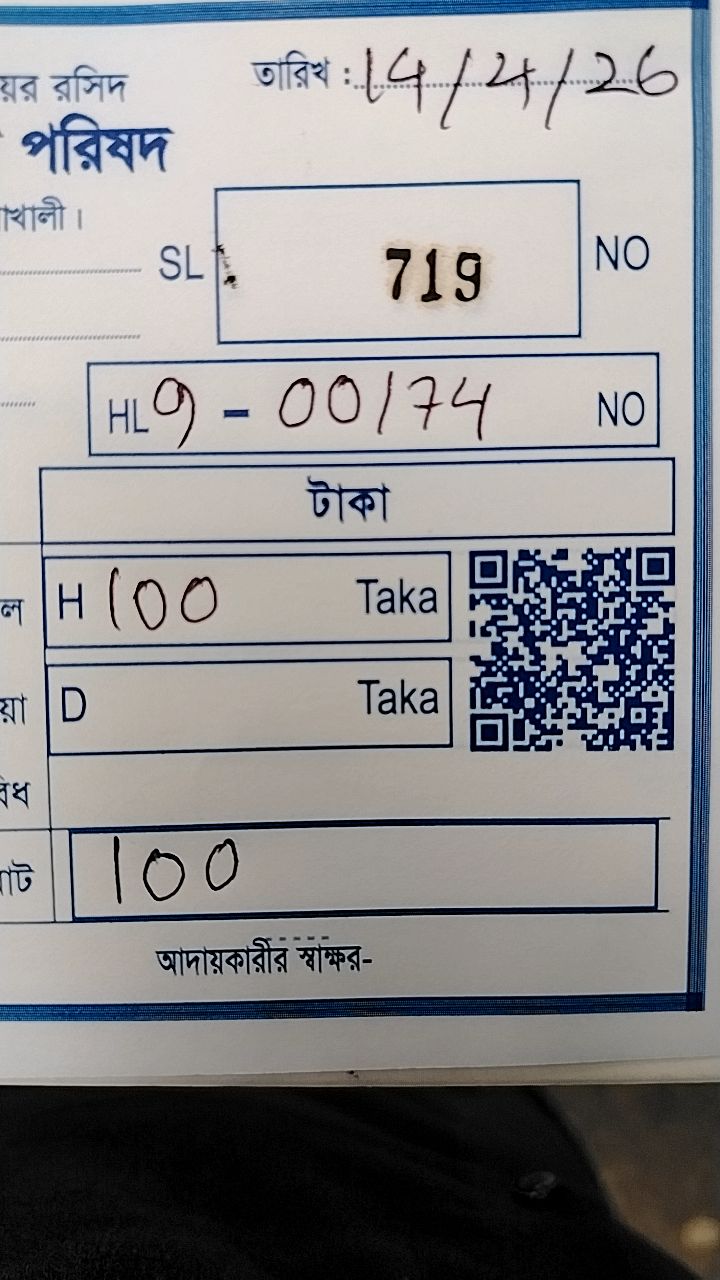 রসিদ তারিখ : 14/4/26
পরিষদ
SL 719 NO
HL 9 - 00174 NO
টাকা
H 100 Taka
D Taka
100
আদায়কারীর স্বাক্ষর-